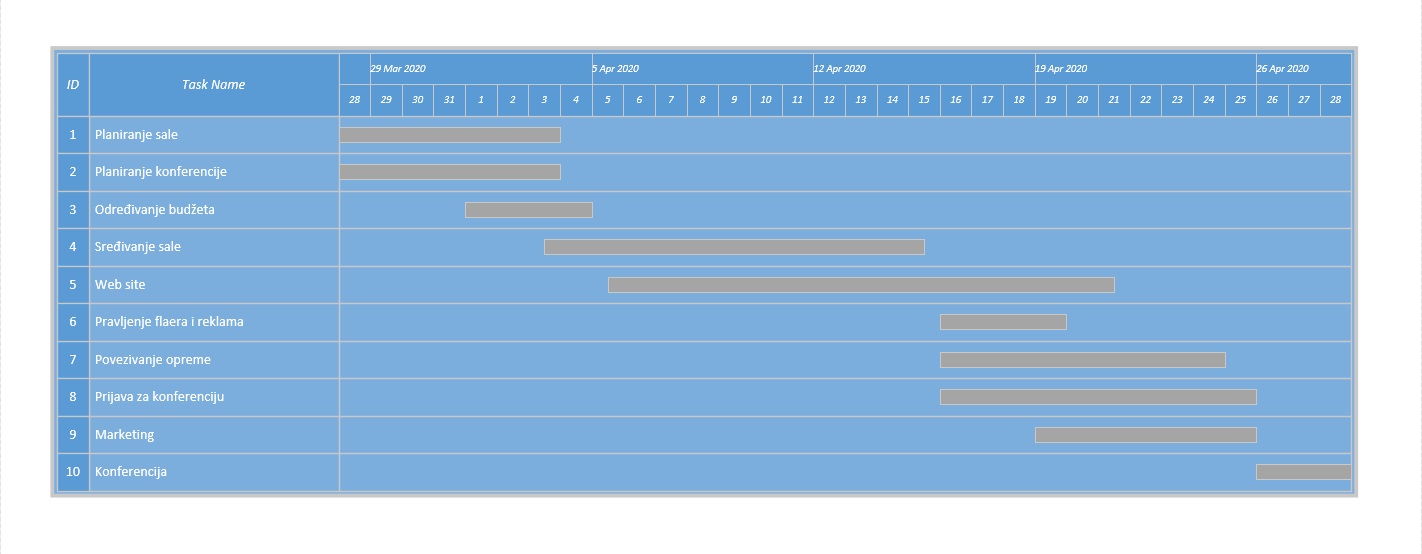 ID Task Name 29 Mar 2020 5 Apr 2020 12 Apr 2020 19 Apr 2020 26 Apr 2020
28 29 30 31 1 2 3 4 5 6 7 8 9 10 11 12 13 14 15 16 17 18 19 20 21 22 23 24 25 26 27 28
1 Planiranje sale
2 Planiranje konferencije
3 Određivanje budžeta
4 Sređivanje sale
5 Web site
6 Pravljenje flaera i reklama
7 Povezivanje opreme
8 Prijava za konferenciju
9 Marketing
10 Konferencija